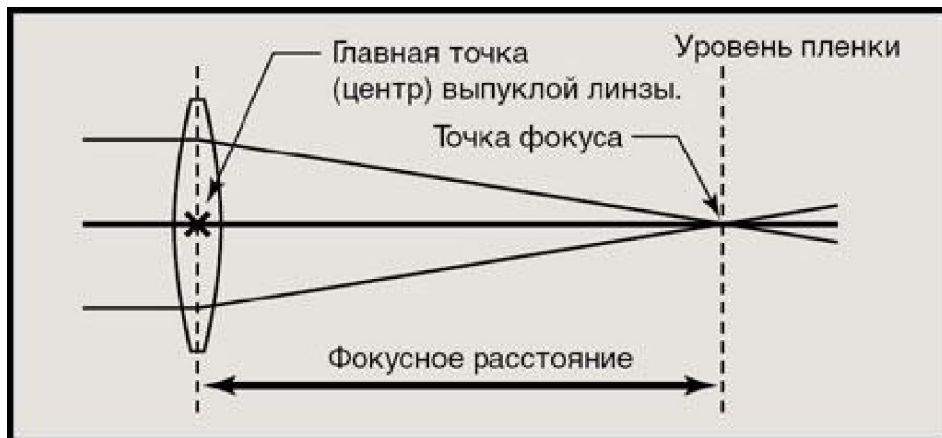 Главная точка
(центр) выпуклой линзы.
Уровень пленки
Точка фокуса
Фокусное расстояние